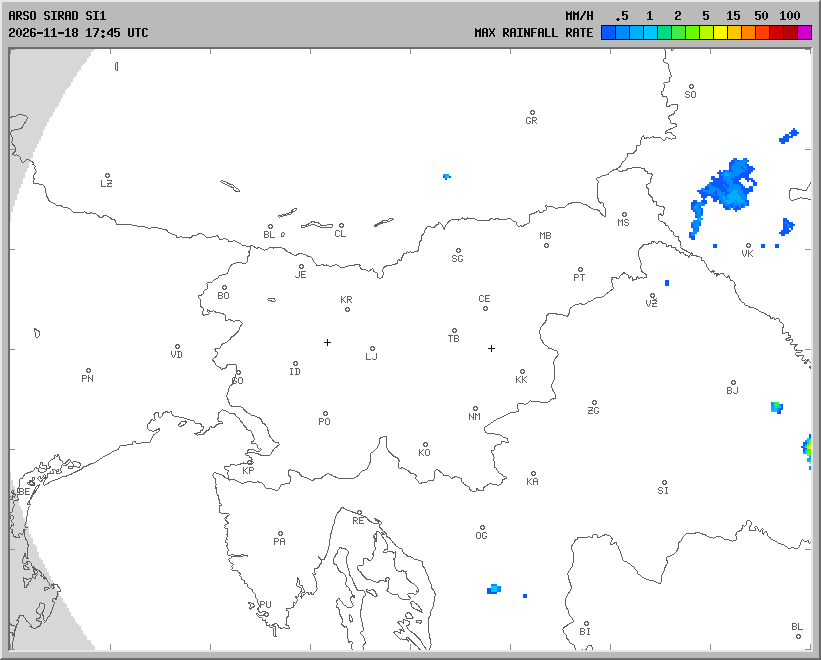 ARSO SIRAD SI1
2026-11-18 17:45 UTC
MM/H .5 1 2 5 15 50 100
MAX RAINFALL RATE
SO
GR
LZ
MS
BL
CL
MB
VK
SG
JE
PT
BO
KR
CE
VŽ
TB
VD
LJ
ID
PN
GO
KK
BJ
ZG
NM
PO
KO
KP
KA
BE
SI
RE
OG
PA
PU
BI
BL